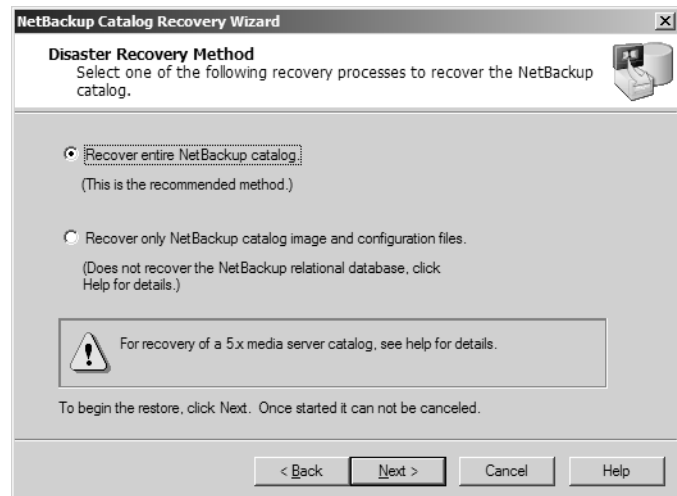 NetBackup Catalog Recovery Wizard
Disaster Recovery Method
Select one of the following recovery processes to recover the NetBackup
catalog.
Recover entire NetBackup catalog.
(This is the recommended method.)
Recover only NetBackup catalog image and configuration files.
(Does not recover the NetBackup relational database, click
Help for details.)
For recovery of a 5.x media server catalog, see help for details.
To begin the restore, click Next. Once started it can not be canceled.
< Back
Next >
Cancel
Help